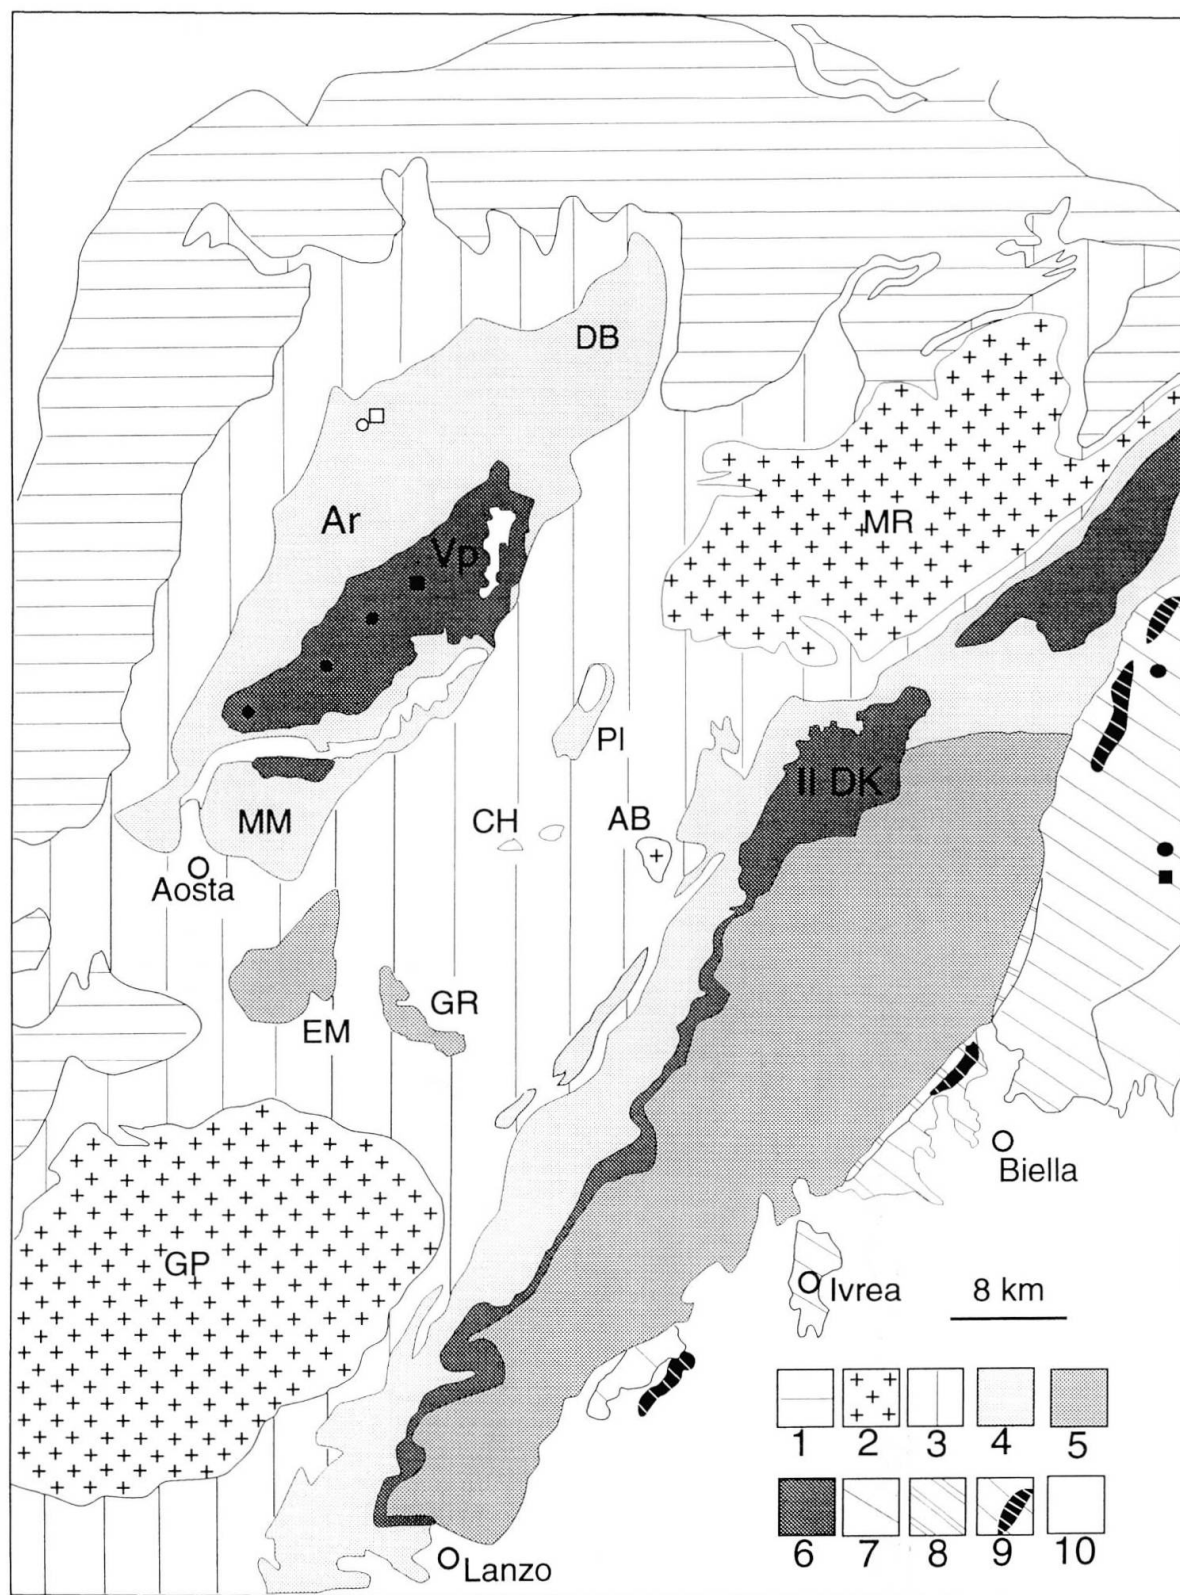 DB
Ar
Vp
MR
PI
II DK
MM
CH
AB
Aosta
GR
EM
Biella
GP
Ivrea
8 km
1 2 3 4 5
6 7 8 9 10
Lanzo